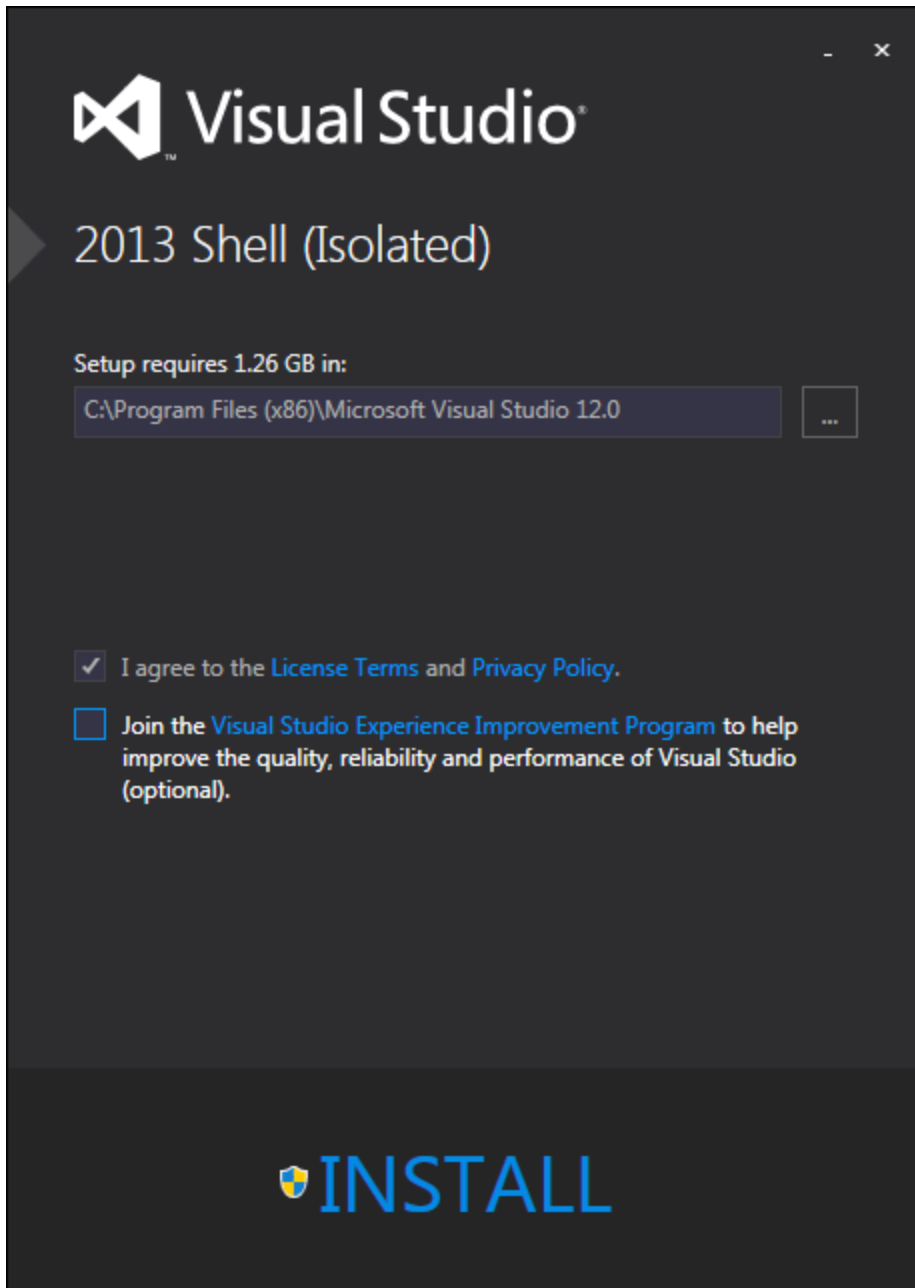 Visual Studio®
™
2013 Shell (Isolated)
Setup requires 1.26 GB in:
C:\Program Files (x86)\Microsoft Visual Studio 12.0
...
I agree to the License Terms and Privacy Policy.
Join the Visual Studio Experience Improvement Program to help
improve the quality, reliability and performance of Visual Studio
(optional).
INSTALL